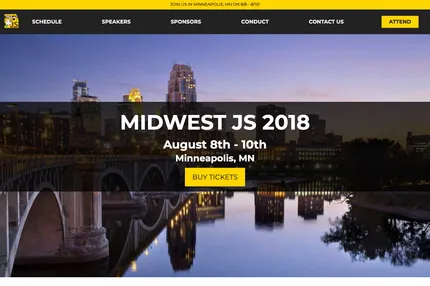 JOIN US IN MINNEAPOLIS, MN ON 8/8 - 8/10!
SCHEDULE SPEAKERS SPONSORS CONDUCT CONTACT US ATTEND
MIDWEST JS 2018
August 8th - 10th
Minneapolis, MN
BUY TICKETS